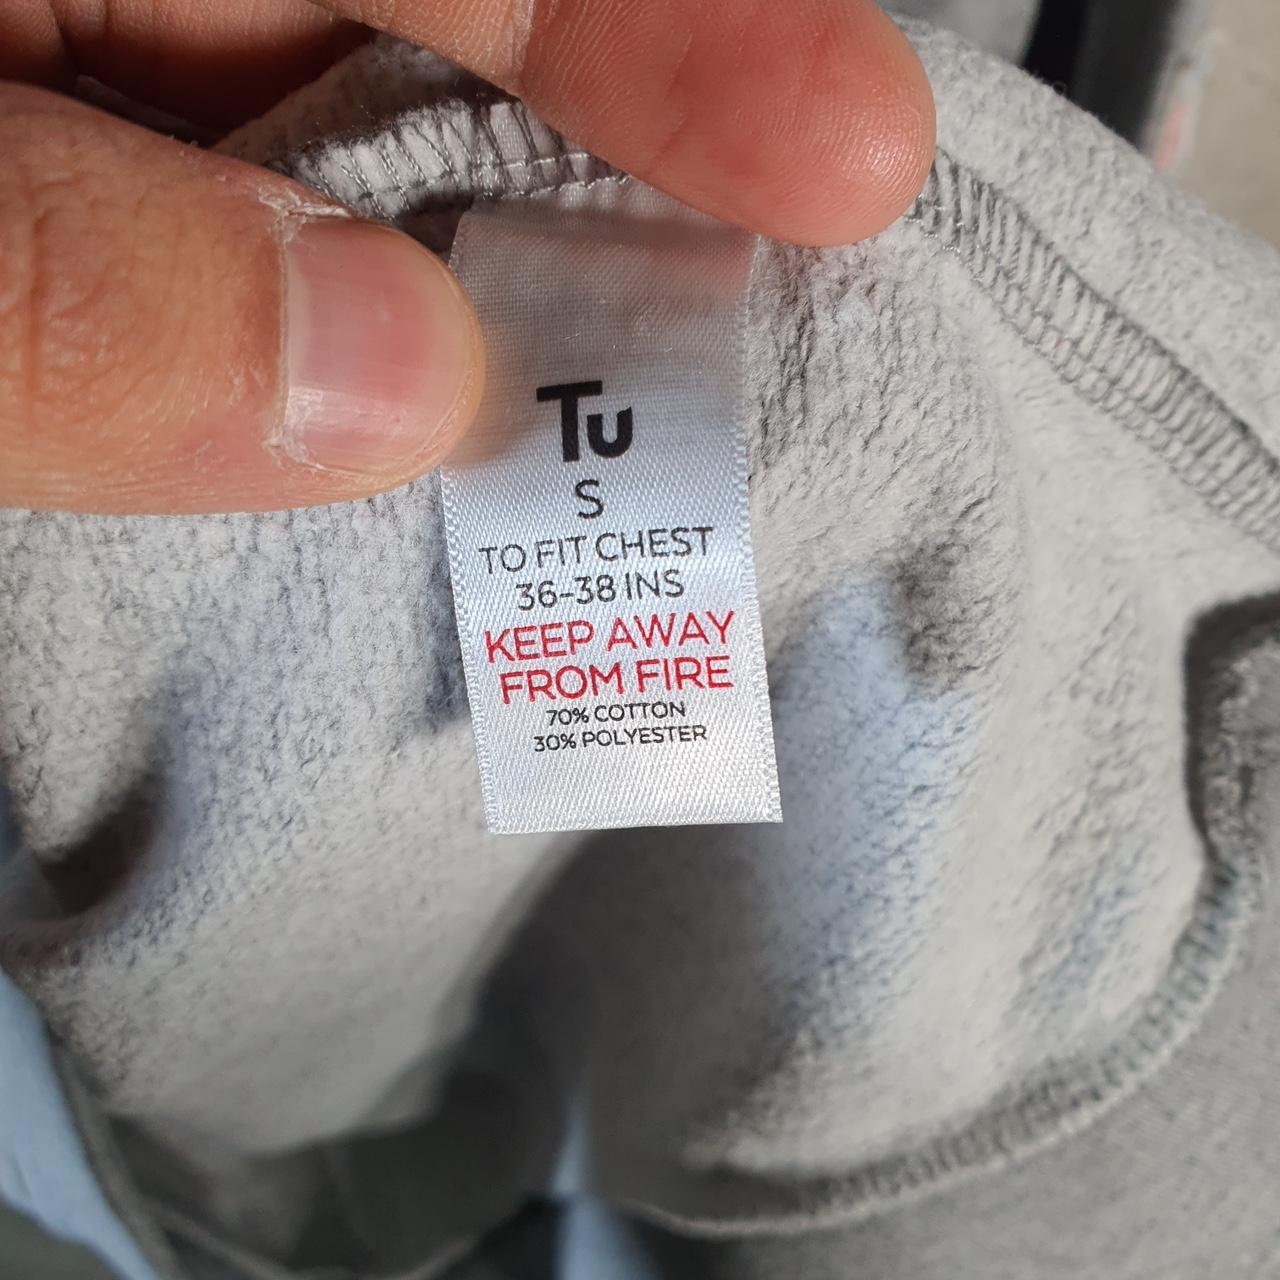 Tu
S
TO FIT CHEST
36-38 INS
KEEP AWAY
FROM FIRE
70% COTTON
30% POLYESTER